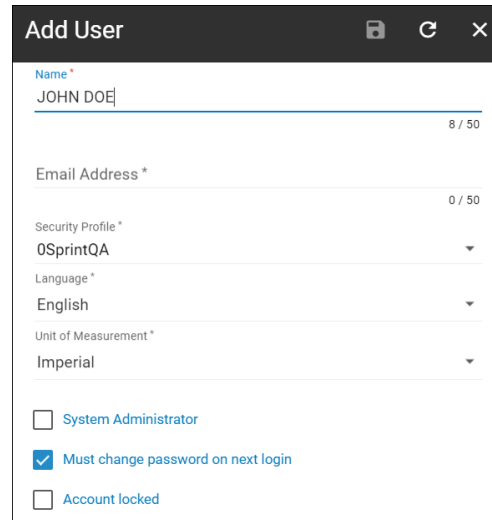 Add User
Name *
JOHN DOE
8 / 50
Email Address *
0 / 50
Security Profile *
0SprintQA
Language *
English
Unit of Measurement *
Imperial
System Administrator
Must change password on next login
Account locked